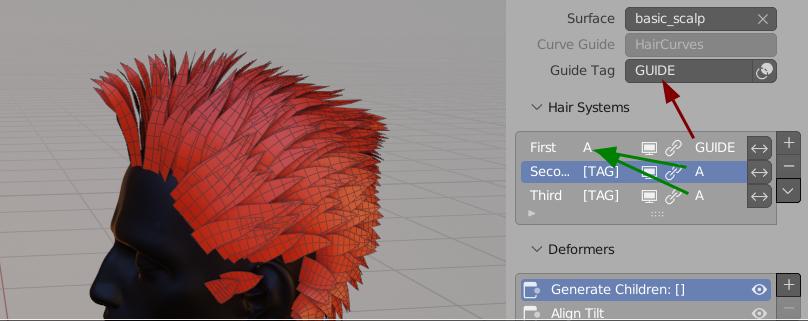 Surface basic_scalp
Curve Guide HairCurves
Guide Tag GUIDE
Hair Systems
First A GUIDE
Seco... [TAG] A
Third [TAG] A
Deformers
Generate Children: []
Align Tilt